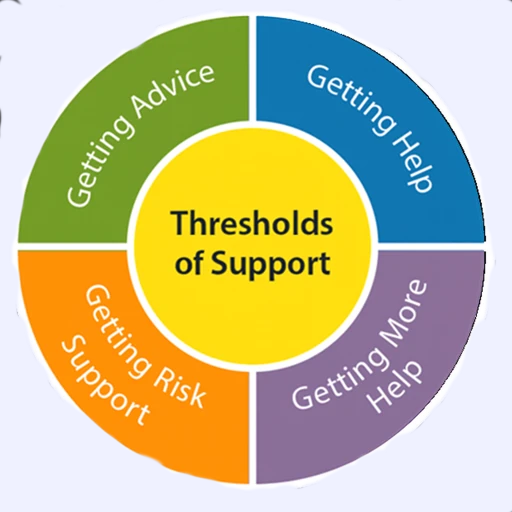 Getting Advice
Getting Help
Thresholds
of Support
Getting Risk
Support
Getting More
Help